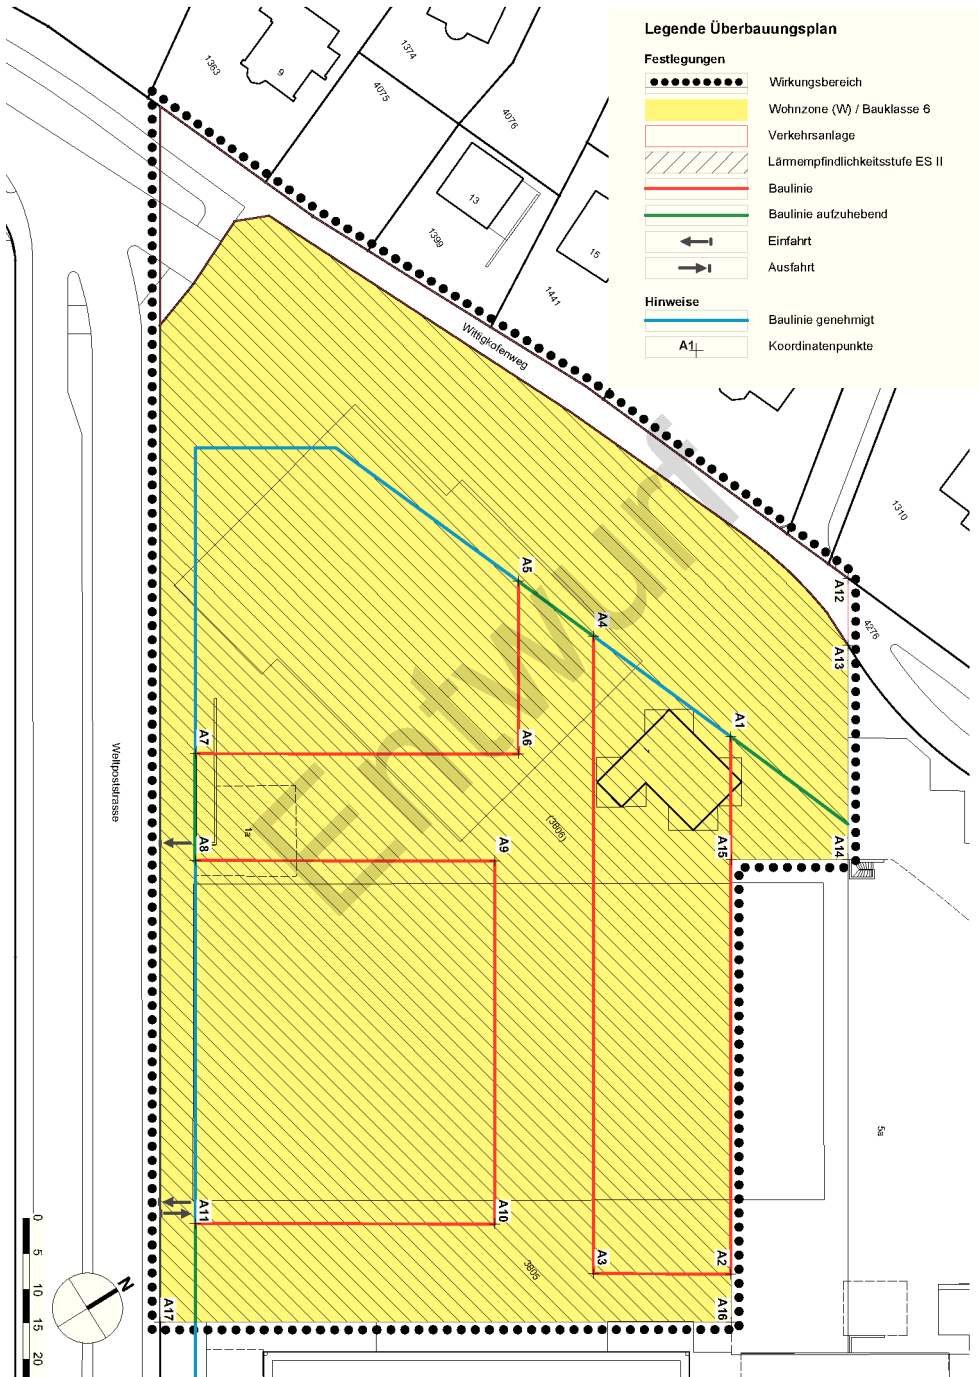 Legende Überbauungsplan
Festlegungen
Wirkungsbereich
Wohnzone (W) / Bauklasse 6
Verkehrsanlage
Lärmempfindlichkeitsstufe ES II
Baulinie
Baulinie aufzuhebend
Einfahrt
Ausfahrt
Hinweise
Baulinie genehmigt
A1
Koordinatenpunkte
1363
9
1374
4075
4076
13
1399
15
1441
Wittigkofenweg
1310
Entwurf
A5
A4
A12
4276
A13
A1
A7
A6
Weltpoststrasse
1a
(3806)
A8
A9
A15
A14
5a
A11
A10
A3
A2
3805
A17
A16
N
0
5
10
15
20